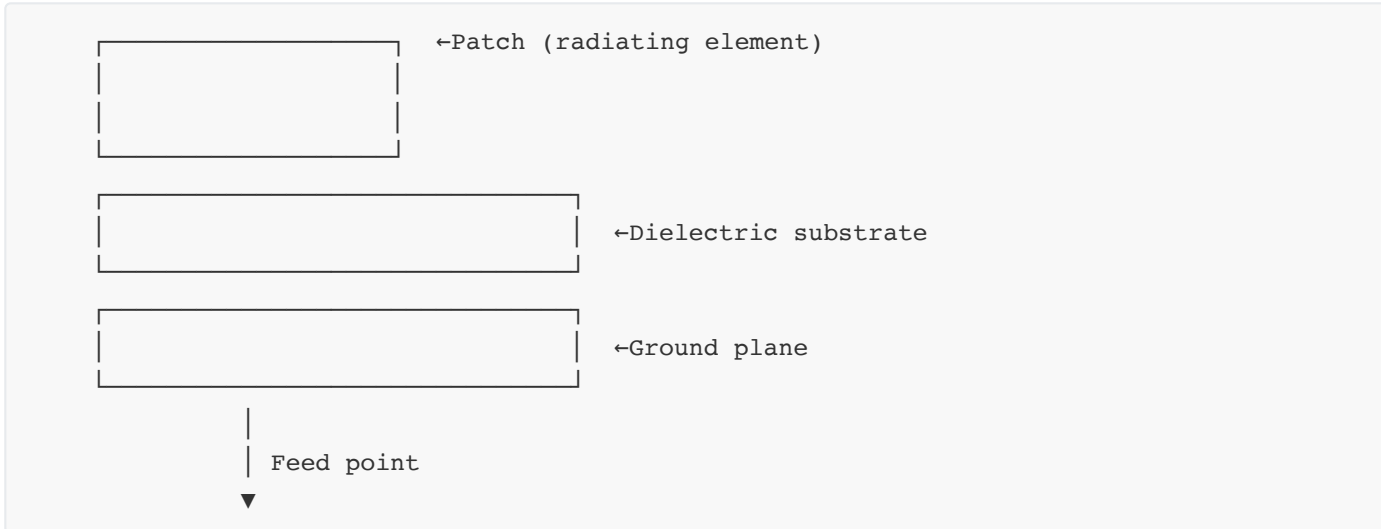 ←Patch (radiating element)
←Dielectric substrate
←Ground plane
Feed point